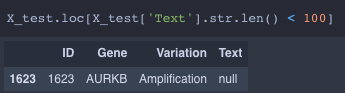 X_test.loc[X_test['Text'].str.len() < 100]
ID Gene Variation Text
1623 1623 AURKB Amplification null